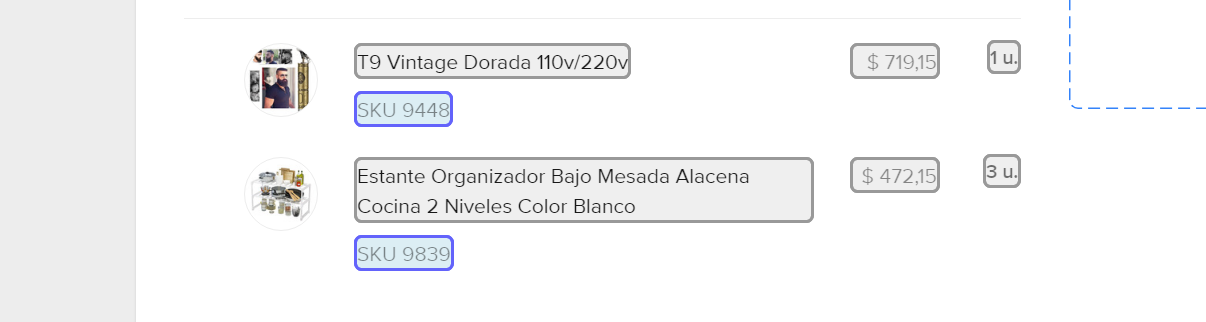 T9 Vintage Dorada 110v/220v $ 719,15 1 u.
SKU 9448
Estante Organizador Bajo Mesada Alacena $ 472,15 3 u.
Cocina 2 Niveles Color Blanco
SKU 9839